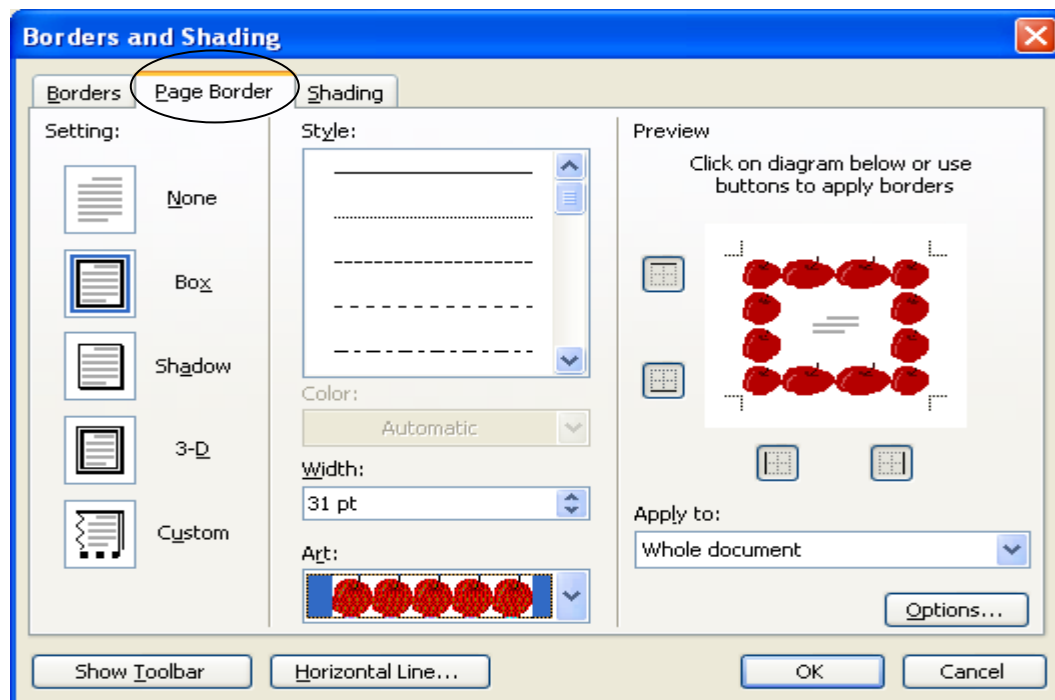 Borders and Shading
Borders
Page Border
Shading
Setting:
None
Box
Shadow
3-D
Custom
Style:
Color:
Automatic
Width:
31 pt
Art:
Preview
Click on diagram below or use
buttons to apply borders
Apply to:
Whole document
Options...
Show Toolbar
Horizontal Line...
OK
Cancel